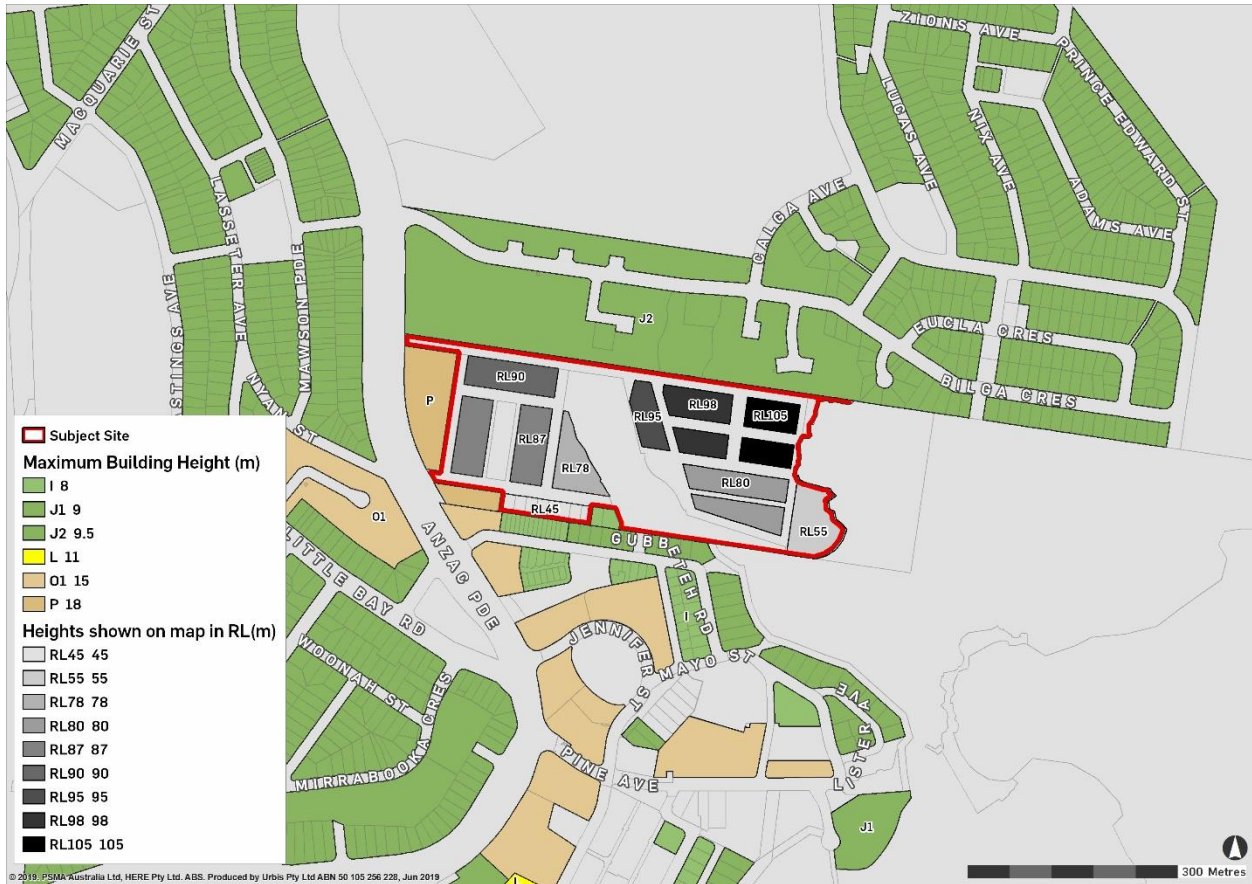 ZIONS AVE
PRINCE EDWARD ST
MACQUARIE ST
LUCAS AVE
NIX AVE
ADAMS AVE
LASSETER AVE
MAWSON PDE
CALGA AVE
HASTINGS AVE
J2
EUCLA CRES
BILGA CRES
NYAN ST
P
RL90
RL95
RL98
RL105
RL87
RL78
RL80
RL45
RL55
O1
ANZAC PDE
GUBBETEH RD
LITTLE BAY RD
I
JENNIFER ST
MAYO ST
WOONAH ST
LISTER AVE
MIRRABOOKA CRES
PINE AVE
J1
L
Subject Site
Maximum Building Height (m)
I 8
J1 9
J2 9.5
L 11
O1 15
P 18
Heights shown on map in RL(m)
RL45 45
RL55 55
RL78 78
RL80 80
RL87 87
RL90 90
RL95 95
RL98 98
RL105 105
© 2019. PSMA Australia Ltd, HERE Pty Ltd. ABS. Produced by Urbis Pty Ltd ABN 50 105 256 228, Jun 2019
300 Metres